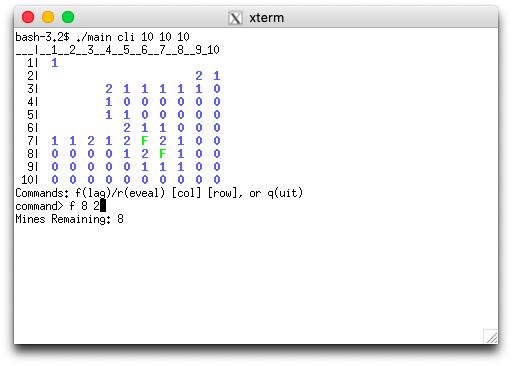 xterm
bash-3.2$ ./main cli 10 10 10
___|__1__2__3__4__5__6__7__8__9_10
  1|  1
  2|                          2  1
  3|           2  1  1  1  1  1  0
  4|           1  0  0  0  0  0  0
  5|           1  1  0  0  0  0  0
  6|              2  1  1  0  0  0
  7|  1  1  2  1  2  F  2  1  0  0
  8|  0  0  0  0  1  2  F  1  0  0
  9|  0  0  0  0  0  1  1  1  0  0
 10|  0  0  0  0  0  0  0  0  0  0
Commands: f(lag)/r(eveal) [col] [row], or q(uit)
command> f 8 2
Mines Remaining: 8